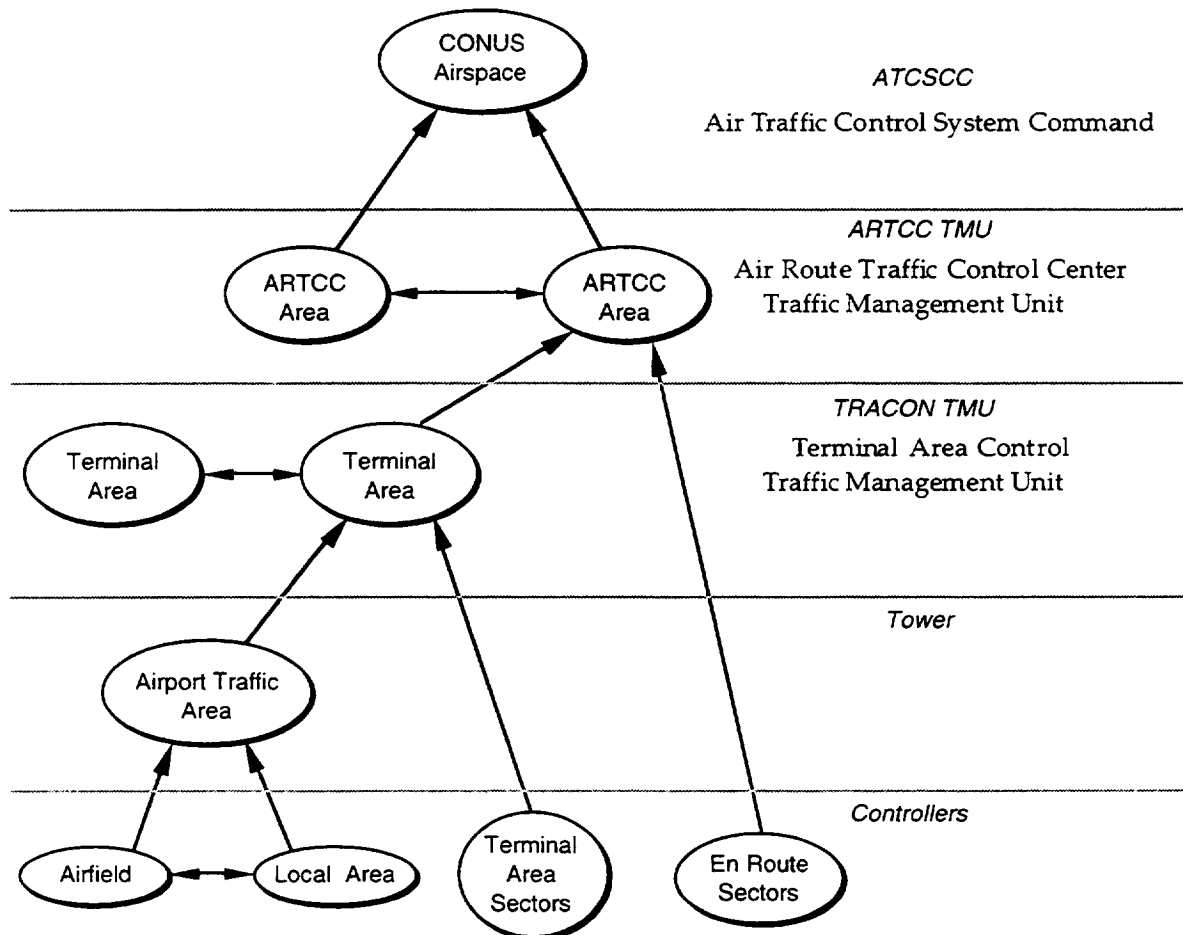 CONUS
Airspace
ATCSCC
Air Traffic Control System Command
ARTCC TMU
ARTCC
Area
ARTCC
Area
Air Route Traffic Control Center
Traffic Management Unit
TRACON TMU
Terminal
Area
Terminal
Area
Terminal Area Control
Traffic Management Unit
Tower
Airport Traffic
Area
Controllers
Airfield
Local Area
Terminal
Area
Sectors
En Route
Sectors